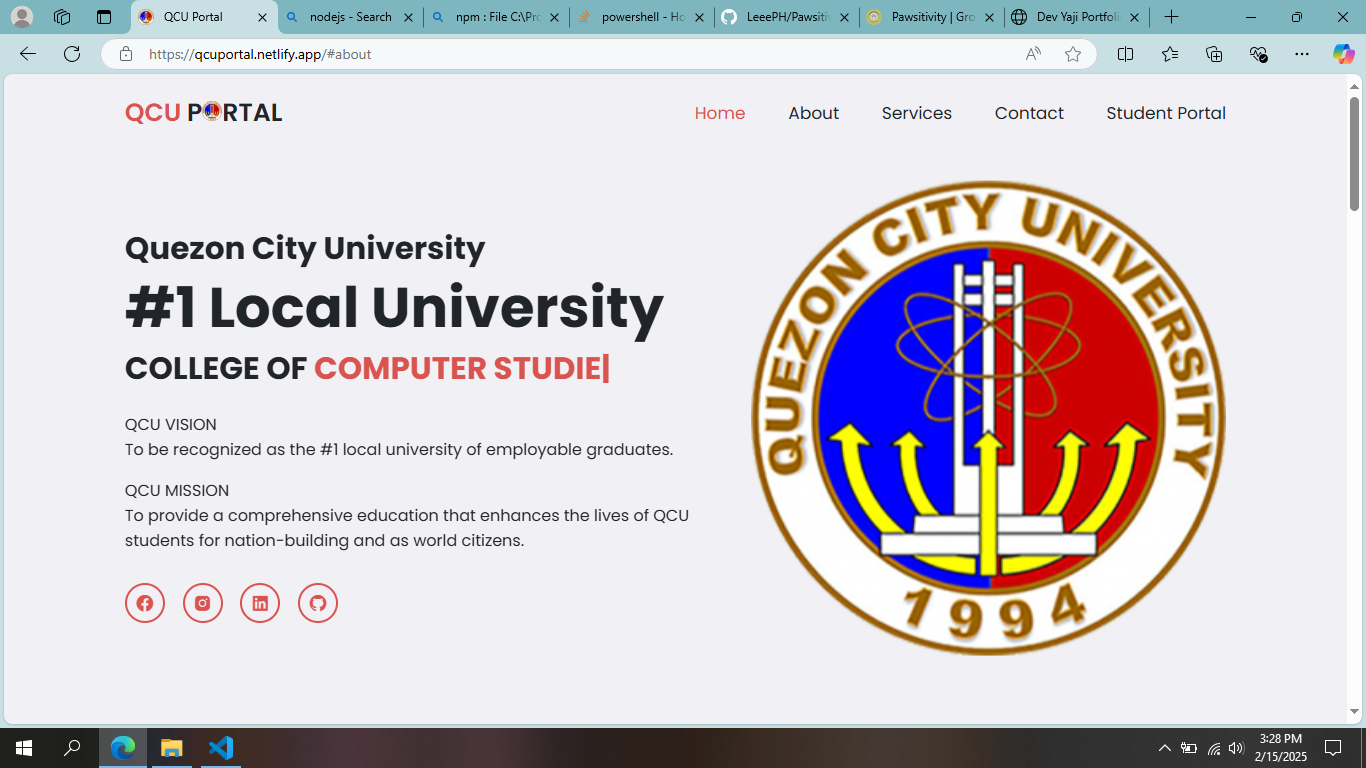 QCU Portal
nodejs - Search
npm : File C:\Pro
powershell - Ho
LeeePH/Pawsitiv
Pawsitivity | Gro
Dev Yaji Portfoli
https://qcuportal.netlify.app/#about
QCU PORTAL
Home
About
Services
Contact
Student Portal
Quezon City University
#1 Local University
COLLEGE OF COMPUTER STUDIE|
QCU VISION
To be recognized as the #1 local university of employable graduates.
QCU MISSION
To provide a comprehensive education that enhances the lives of QCU
students for nation-building and as world citizens.
QUEZON CITY UNIVERSITY
1994
3:28 PM
2/15/2025